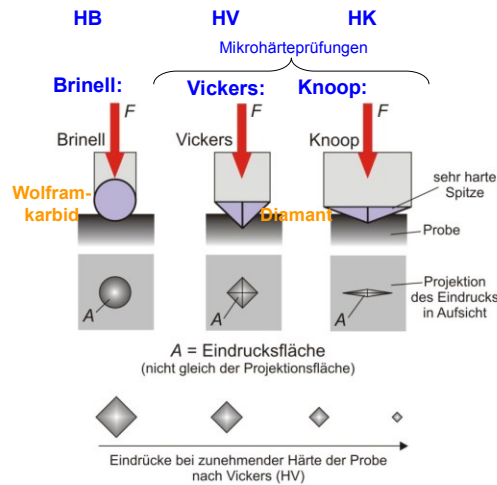 HB HV HK
Mikrohärteprüfungen
Brinell: Vickers: Knoop:
F F F
Brinell Vickers Knoop
Wolfram-
karbid
Diamant
sehr harte
Spitze
Probe
A A A
Projektion
des Eindrucks
in Aufsicht
A = Eindrucksfläche
(nicht gleich der Projektionsfläche)
Eindrücke bei zunehmender Härte der Probe
nach Vickers (HV)